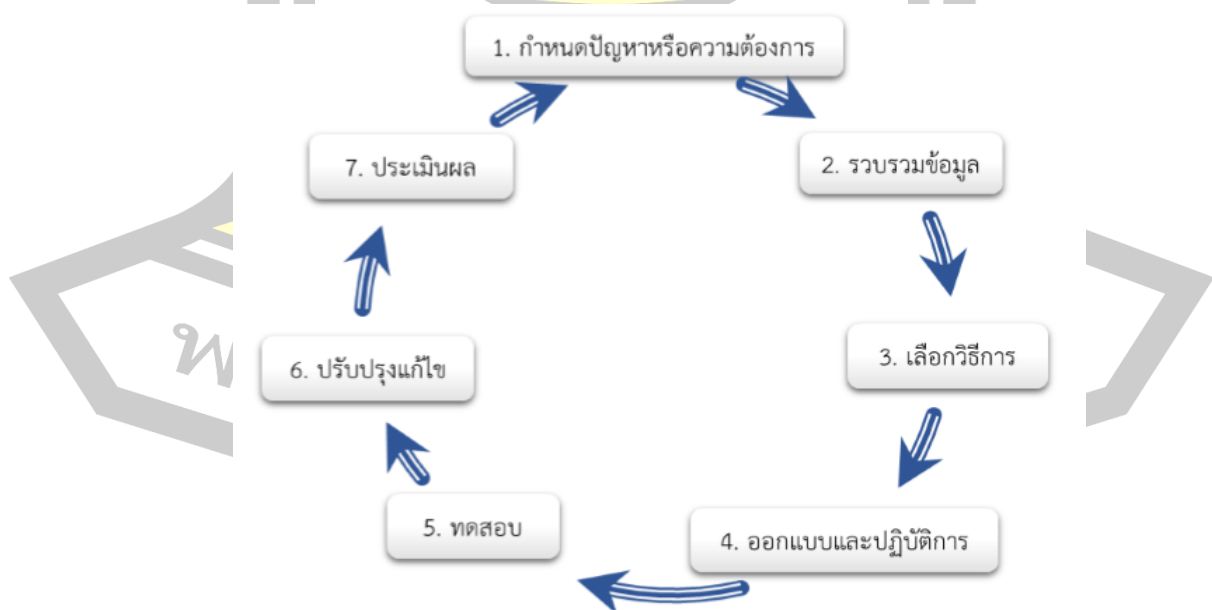 1. กำหนดปัญหาหรือความต้องการ
2. รวบรวมข้อมูล
3. เลือกวิธีการ
4. ออกแบบและปฏิบัติการ
5. ทดสอบ
6. ปรับปรุงแก้ไข
7. ประเมินผล